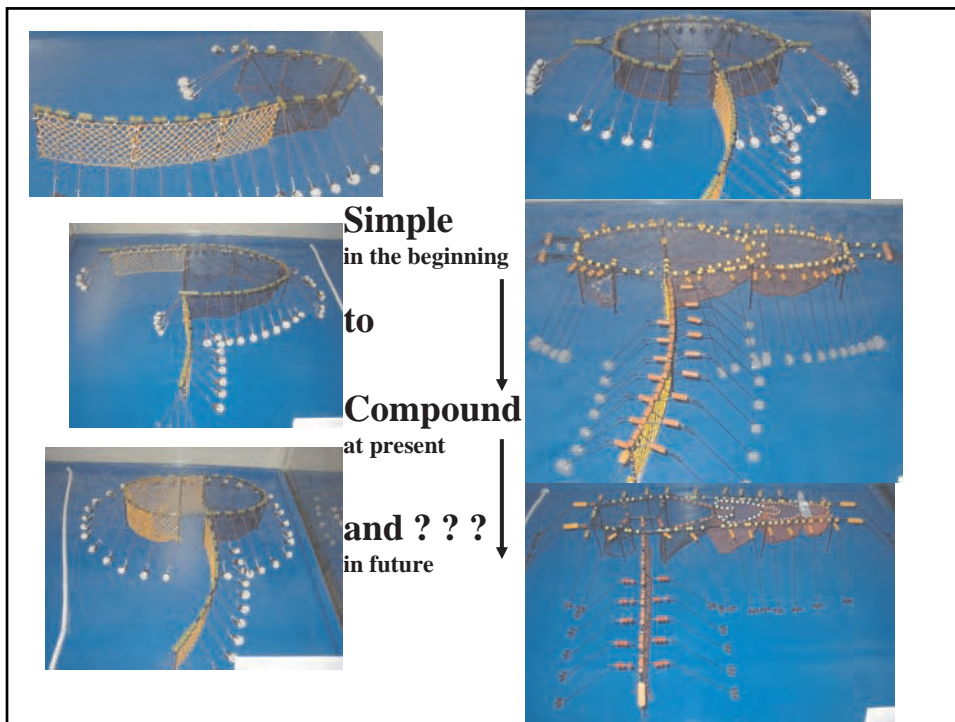 Simple
in the beginning
to
Compound
at present
and ? ? ?
in future